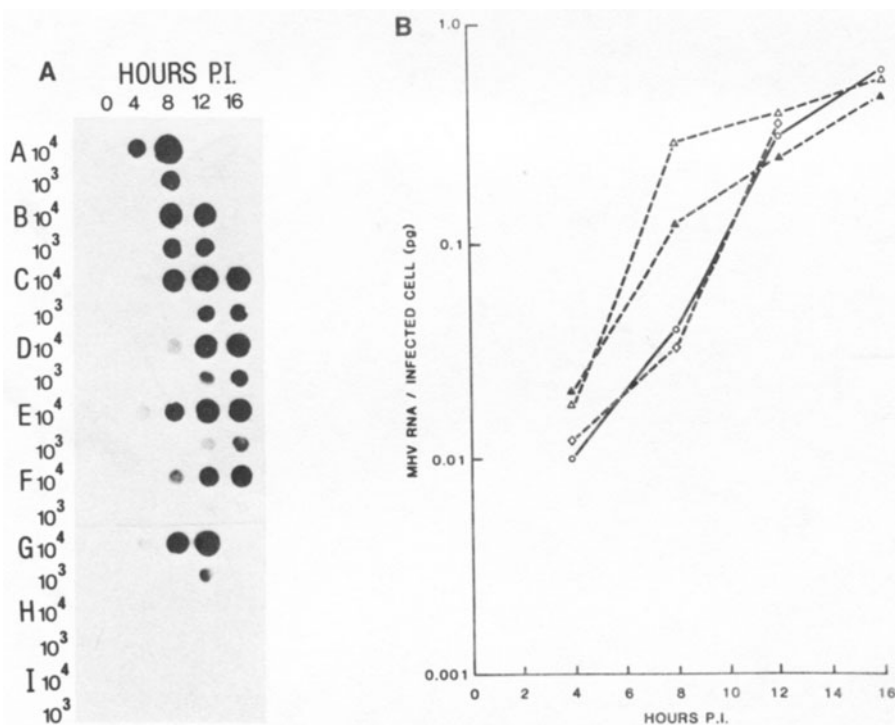 A
HOURS P.I.
0 4 8 12 16
A 10⁴
10³
B 10⁴
10³
C 10⁴
10³
D 10⁴
10³
E 10⁴
10³
F 10⁴
10³
G 10⁴
10³
H 10⁴
10³
I 10⁴
10³
B
MHV RNA / INFECTED CELL (pg)
1.0
0.1
0.01
0.001
0 2 4 6 8 10 12 14 16
HOURS P.I.